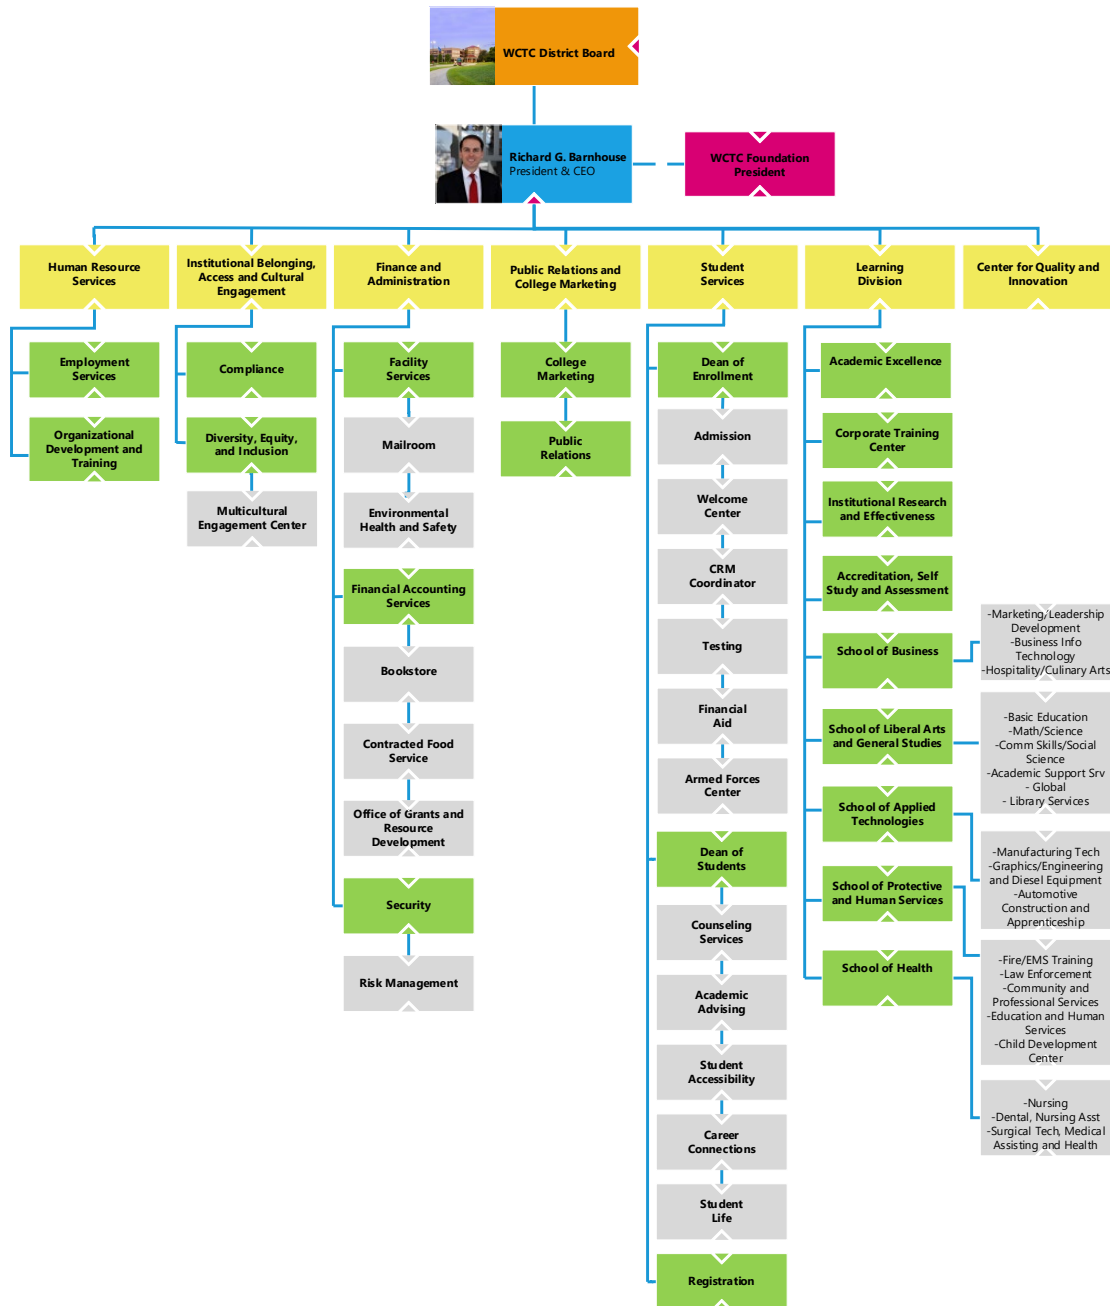 WCTC District Board
Richard G. Barnhouse
President & CEO
WCTC Foundation
President
Human Resource
Services
Institutional Belonging,
Access and Cultural
Engagement
Finance and
Administration
Public Relations and
College Marketing
Student
Services
Learning
Division
Center for Quality and
Innovation
Employment
Services
Organizational
Development and
Training
Compliance
Diversity, Equity,
and Inclusion
Multicultural
Engagement Center
Facility
Services
Mailroom
Environmental
Health and Safety
Financial Accounting
Services
Bookstore
Contracted Food
Service
Office of Grants and
Resource
Development
Security
Risk Management
College
Marketing
Public
Relations
Dean of
Enrollment
Admission
Welcome
Center
CRM
Coordinator
Testing
Financial
Aid
Armed Forces
Center
Dean of
Students
Counseling
Services
Academic
Advising
Student
Accessibility
Career
Connections
Student
Life
Registration
Academic Excellence
Corporate Training
Center
Institutional Research
and Effectiveness
Accreditation, Self
Study and Assessment
School of Business
School of Liberal Arts
and General Studies
School of Applied
Technologies
School of Protective
and Human Services
School of Health
-Marketing/Leadership
Development
-Business Info
Technology
-Hospitality/Culinary Arts
-Basic Education
-Math/Science
-Comm Skills/Social
Science
-Academic Support Srv
- Global
- Library Services
-Manufacturing Tech
-Graphics/Engineering
and Diesel Equipment
-Automotive
Construction and
Apprenticeship
-Fire/EMS Training
-Law Enforcement
-Community and
Professional Services
-Education and Human
Services
-Child Development
Center
-Nursing
-Dental, Nursing Asst
-Surgical Tech, Medical
Assisting and Health